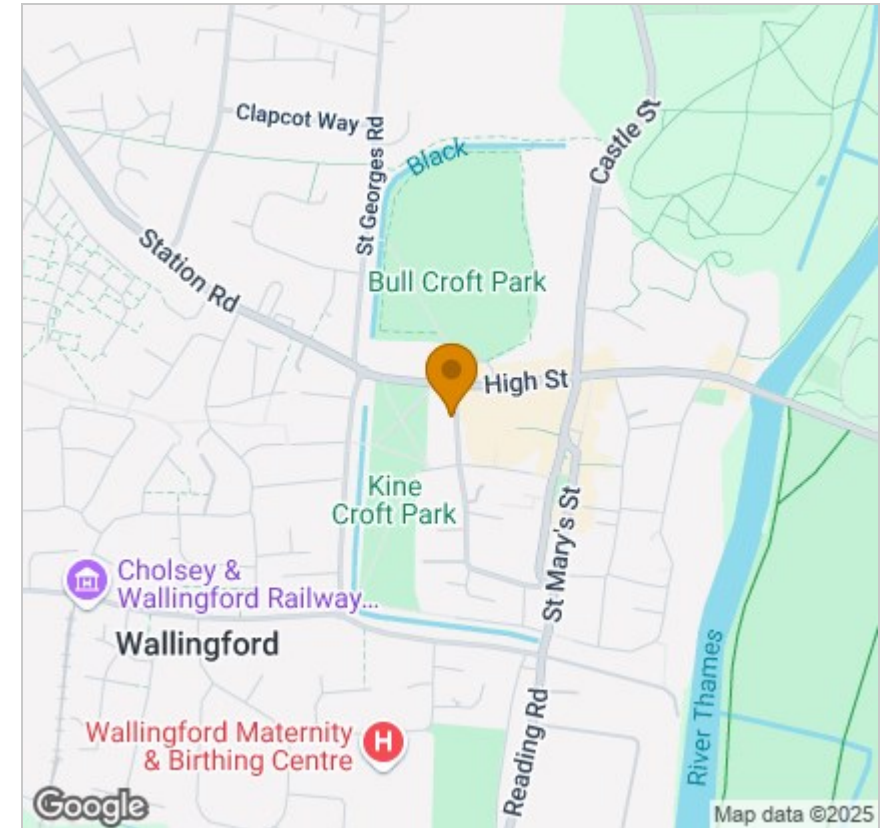 Clapcot Way
St Georges Rd
Black
Castle St
Station Rd
Bull Croft Park
High St
Kine
Croft Park
St Mary's St
Cholsey &
Wallingford Railway...
Wallingford
Wallingford Maternity
& Birthing Centre
H
Reading Rd
River Thames
Google
Map data ©2025